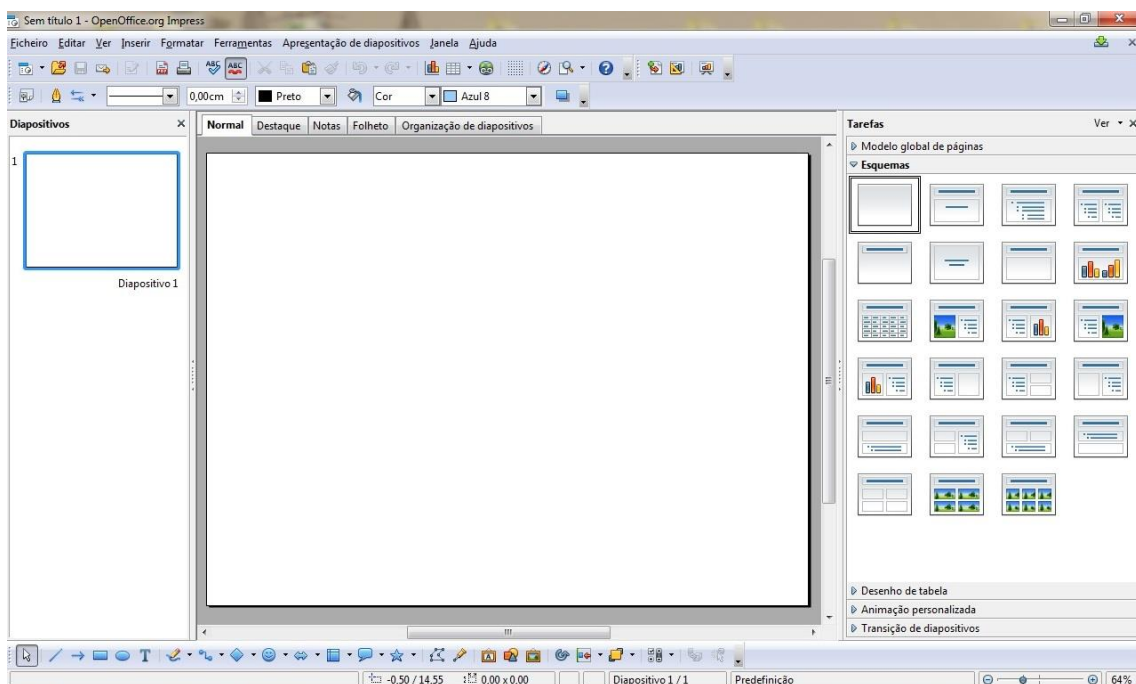 Sem título 1 - OpenOffice.org Impress
Ficheiro Editar Ver Inserir Formatar Ferramentas Apresentação de diapositivos Janela Ajuda
ABC ABC
0,00cm Preto Cor Azul 8
Diapositivos Normal Destaque Notas Folheto Organização de diapositivos Tarefas Ver
Modelo global de páginas
Esquemas
1
Diapositivo 1
Desenho de tabela
Animação personalizada
Transição de diapositivos
T A
-0.50 / 14.55 0.00 x 0.00 Diapositivo 1 / 1 Predefinição 64%